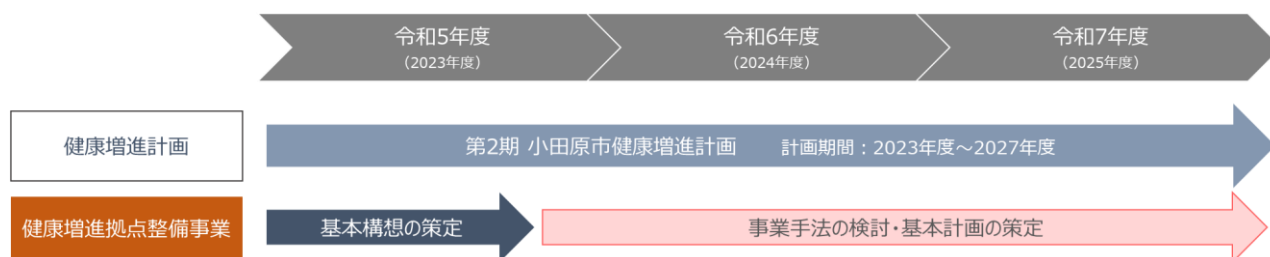 令和5年度
（2023年度）
令和6年度
（2024年度）
令和7年度
（2025年度）
健康増進計画
第2期 小田原市健康増進計画　計画期間：2023年度～2027年度
健康増進拠点整備事業
基本構想の策定
事業手法の検討・基本計画の策定